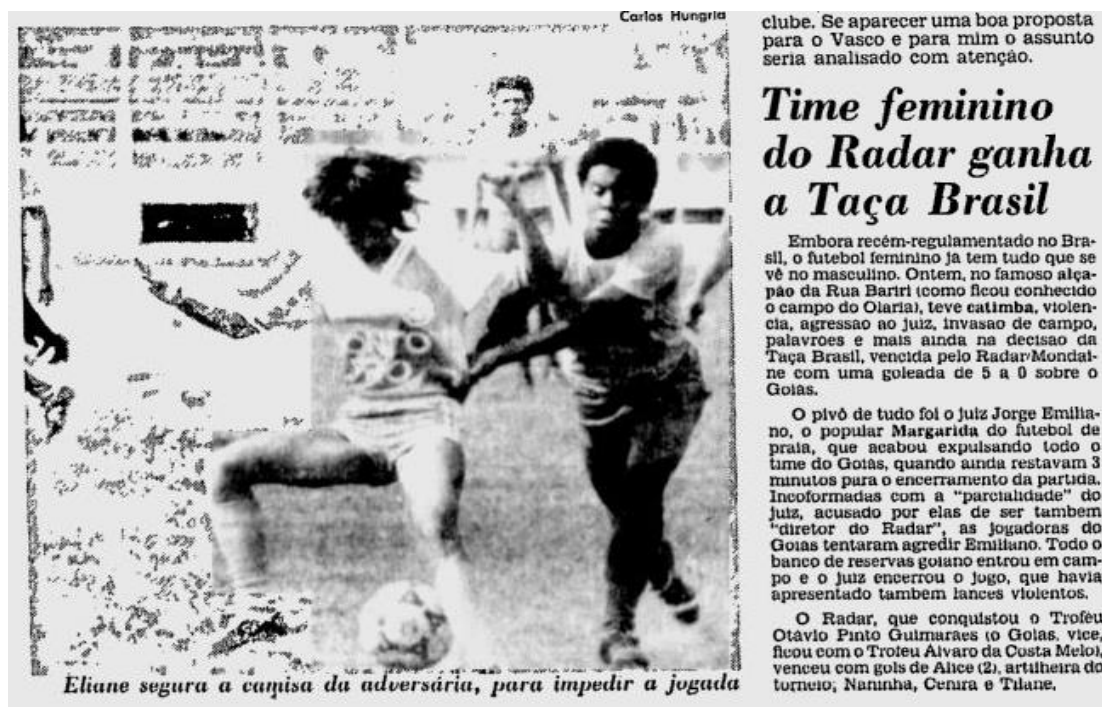 Carlos Hungria
clube. Se aparecer uma boa proposta
para o Vasco e para mim o assunto
seria analisado com atenção.
Time feminino
do Radar ganha
a Taça Brasil
Embora recém-regulamentado no Bra-
sil, o futebol feminino já tem tudo que se
vê no masculino. Ontem, no famoso alça-
pão da Rua Bariri (como ficou conhecido
o campo do Olaria), teve catimba, violên-
cia, agressão ao juiz, invasão de campo,
palavrões e mais ainda na decisão da
Taça Brasil, vencida pelo Radar/Mondai-
ne com uma goleada de 5 a 0 sobre o
Goiás.
O pivô de tudo foi o juiz Jorge Emilia-
no, o popular Margarida do futebol de
praia, que acabou expulsando todo o
time do Goiás, quando ainda restavam 3
minutos para o encerramento da partida.
Incoformadas com a "parcialidade" do
juiz, acusado por elas de ser também
"diretor do Radar", as jogadoras do
Goiás tentaram agredir Emiliano. Todo o
banco de reservas goiano entrou em cam-
po e o juiz encerrou o jogo, que havia
apresentado também lances violentos.
O Radar, que conquistou o Troféu
Otávio Pinto Guimarães (o Goiás, vice,
ficou com o Troféu Álvaro da Costa Melo),
venceu com gols de Alice (2), artilheira do
torneio; Naninha, Cenira e Tilane.
Eliane segura a camisa da adversária, para impedir a jogada